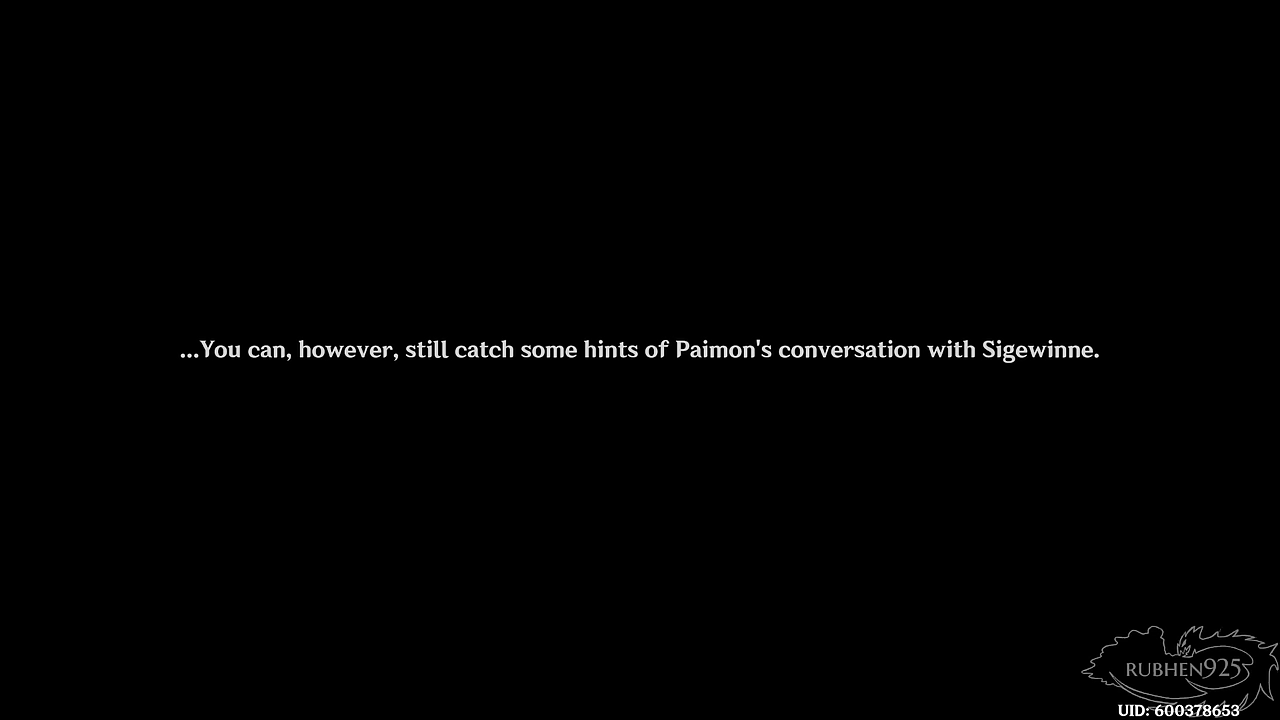 ...You can, however, still catch some hints of Paimon's conversation with Sigewinne.
RUBHEN925
UID: 600378653